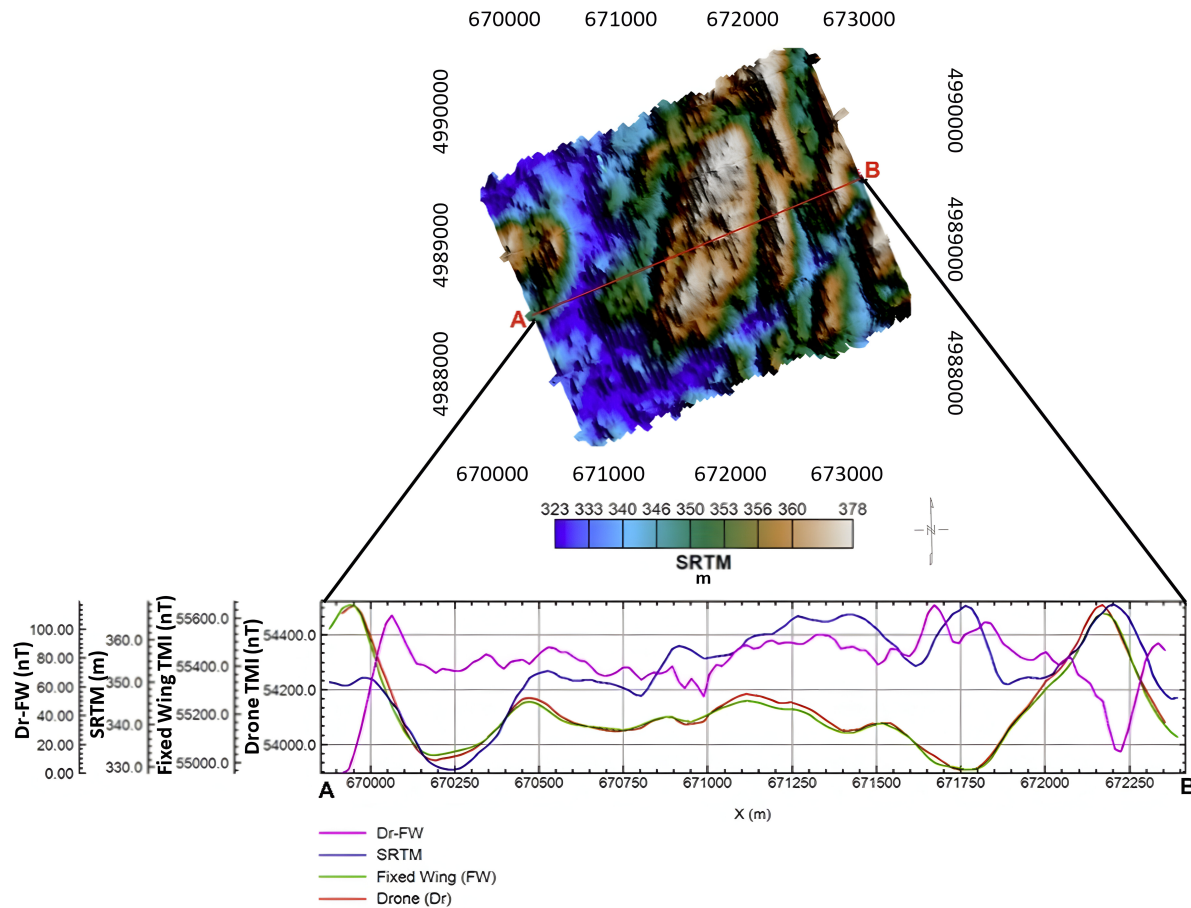 670000 671000 672000 673000
4990000
4990000
B
4989000
4989000
A
4988000
4988000
670000 671000 672000 673000
323 333 340 346 350 353 356 360 378
SRTM
m
N
Dr-FW (nT)
100.00
80.00
60.00
40.00
20.00
0.00
SRTM (m)
360.0
350.0
340.0
330.0
Fixed Wing TMI (nT)
55600.0
55400.0
55200.0
55000.0
Drone TMI (nT)
54400.0
54200.0
54000.0
A 670000 670250 670500 670750 671000 671250 671500 671750 672000 672250 B
X (m)
Dr-FW
SRTM
Fixed Wing (FW)
Drone (Dr)